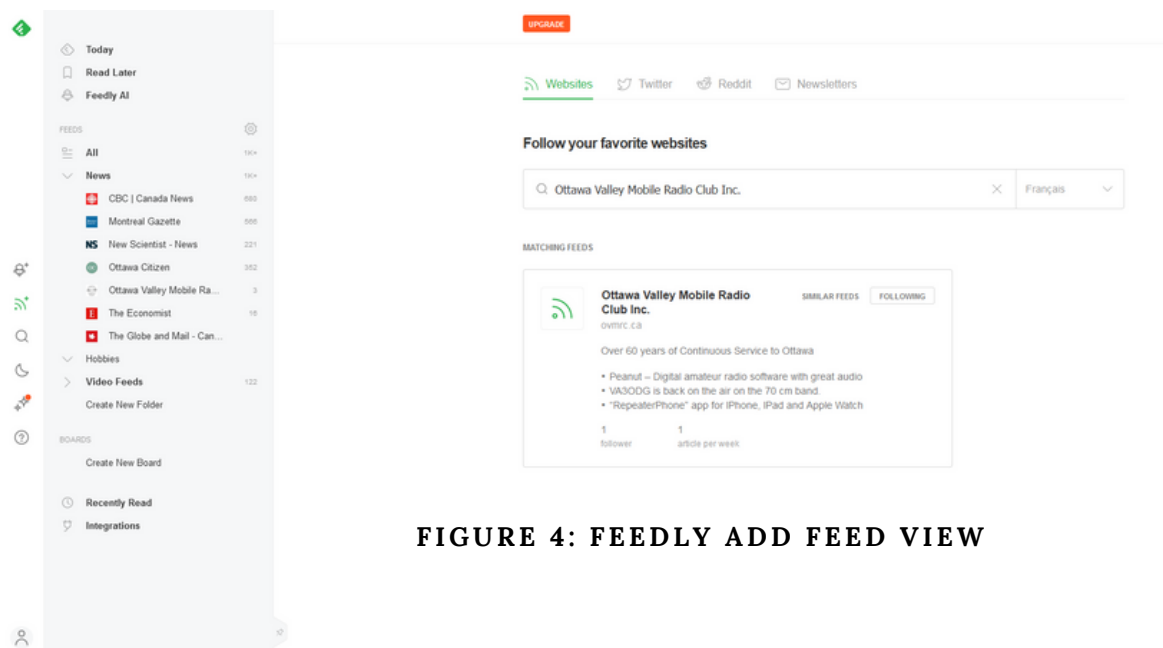 UPGRADE
Today
Read Later
Feedly AI
FEEDS
All 1K+
News 1K+
CBC | Canada News 693
Montreal Gazette 566
NS New Scientist - News 221
Ottawa Citizen 352
Ottawa Valley Mobile Ra... 3
E The Economist 16
The Globe and Mail - Can...
Hobbies
Video Feeds 122
Create New Folder
BOARDS
Create New Board
Recently Read
Integrations
Websites Twitter Reddit Newsletters
Follow your favorite websites
Ottawa Valley Mobile Radio Club Inc. Français
MATCHING FEEDS
Ottawa Valley Mobile Radio SIMILAR FEEDS FOLLOWING
Club Inc.
ovmrc.ca
Over 60 years of Continuous Service to Ottawa
• Peanut – Digital amateur radio software with great audio
• VA3ODG is back on the air on the 70 cm band.
• "RepeaterPhone" app for iPhone, iPad and Apple Watch
1 1
follower article per week
FIGURE 4: FEEDLY ADD FEED VIEW